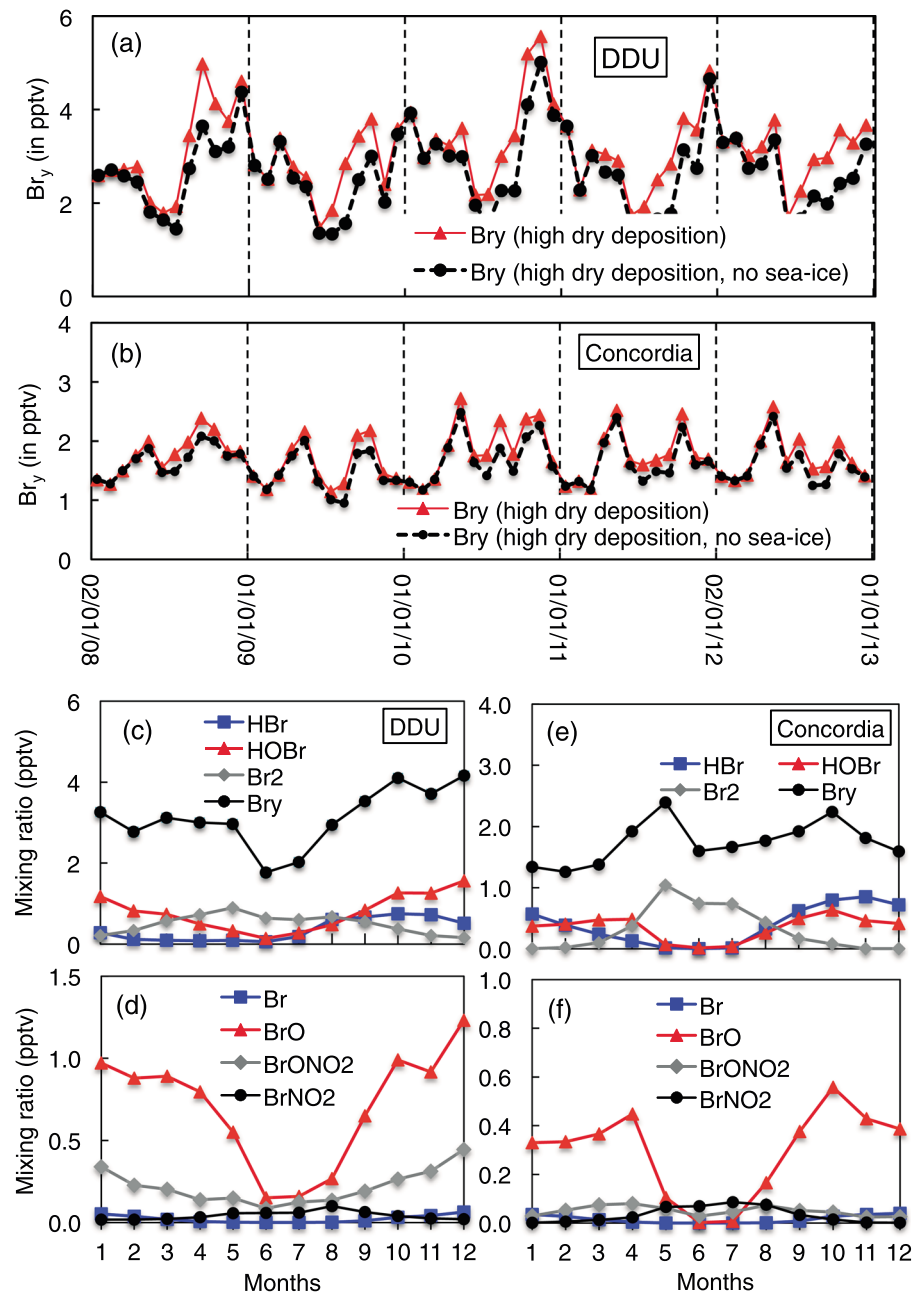 (a)
DDU
Bry (in pptv)
6
4
2
0
Bry (high dry deposition)
Bry (high dry deposition, no sea-ice)
(b)
Concordia
Bry (in pptv)
4
3
2
1
0
Bry (high dry deposition)
Bry (high dry deposition, no sea-ice)
02/01/08
01/01/09
01/01/10
01/01/11
02/01/12
01/01/13
(c)
DDU
Mixing ratio (pptv)
6
4
2
0
HBr
HOBr
Br2
Bry
(e)
Concordia
4.0
3.0
2.0
1.0
0.0
HBr
HOBr
Br2
Bry
(d)
Mixing ratio (pptv)
1.5
1.0
0.5
0.0
Br
BrO
BrONO2
BrNO2
1 2 3 4 5 6 7 8 9 10 11 12
Months
(f)
1.0
0.8
0.6
0.4
0.2
0.0
Br
BrO
BrONO2
BrNO2
1 2 3 4 5 6 7 8 9 10 11 12
Months